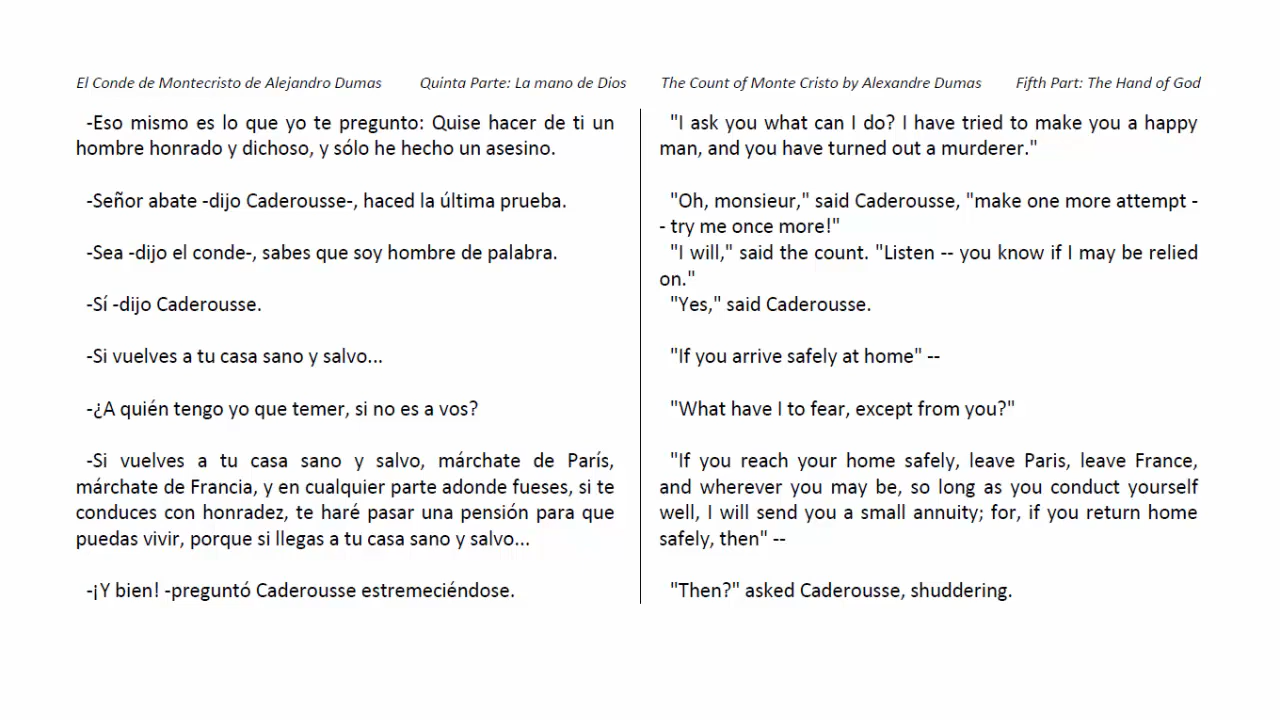 El Conde de Montecristo de Alejandro Dumas Quinta Parte: La mano de Dios
-Eso mismo es lo que yo te pregunto: Quise hacer de ti un
hombre honrado y dichoso, y sólo he hecho un asesino.
-Señor abate -dijo Caderousse-, haced la última prueba.
-Sea -dijo el conde-, sabes que soy hombre de palabra.
-Sí -dijo Caderousse.
-Si vuelves a tu casa sano y salvo...
-¿A quién tengo yo que temer, si no es a vos?
-Si vuelves a tu casa sano y salvo, márchate de París,
márchate de Francia, y en cualquier parte adonde fueses, si te
conduces con honradez, te haré pasar una pensión para que
puedas vivir, porque si llegas a tu casa sano y salvo...
-¡Y bien! -preguntó Caderousse estremeciéndose.
The Count of Monte Cristo by Alexandre Dumas Fifth Part: The Hand of God
"I ask you what can I do? I have tried to make you a happy
man, and you have turned out a murderer."
"Oh, monsieur," said Caderousse, "make one more attempt -
- try me once more!"
"I will," said the count. "Listen -- you know if I may be relied
on."
"Yes," said Caderousse.
"If you arrive safely at home" --
"What have I to fear, except from you?"
"If you reach your home safely, leave Paris, leave France,
and wherever you may be, so long as you conduct yourself
well, I will send you a small annuity; for, if you return home
safely, then" --
"Then?" asked Caderousse, shuddering.